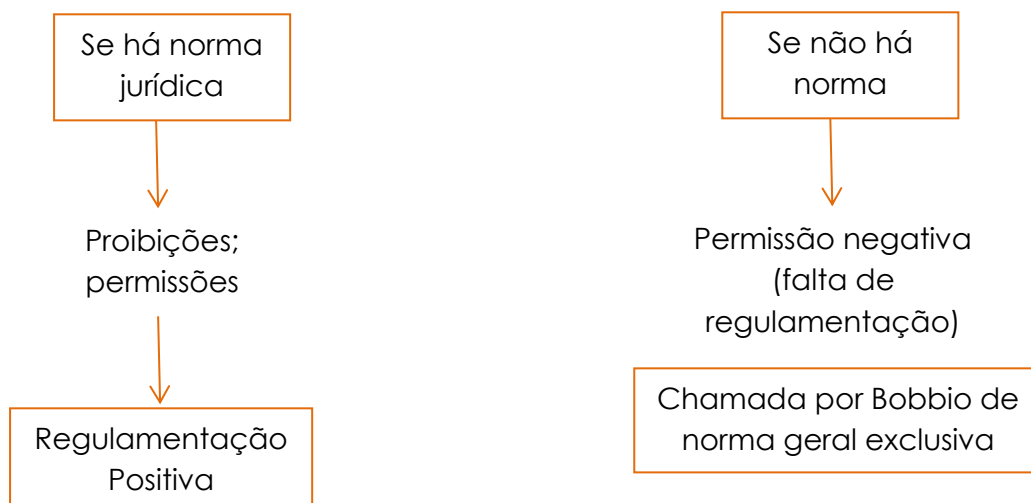 Se há norma
jurídica
Proibições;
permissões
Regulamentação
Positiva
Se não há
norma
Permissão negativa
(falta de
regulamentação)
Chamada por Bobbio de
norma geral exclusiva